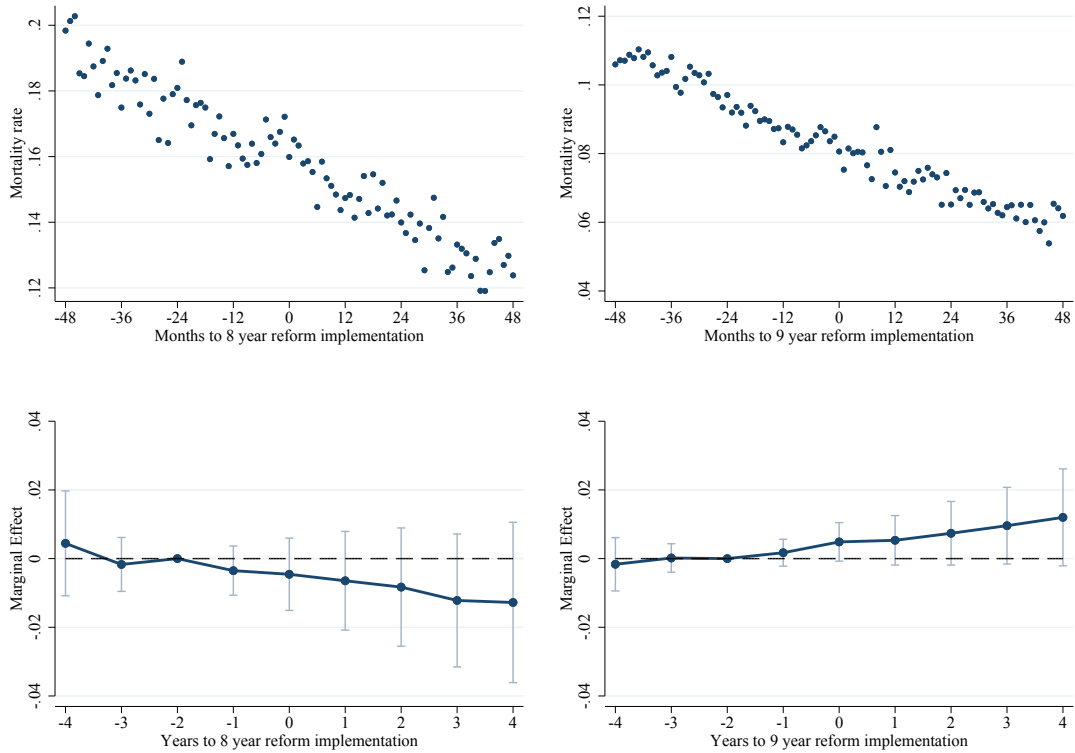 Mortality rate
.2
.18
.16
.14
.12
-48 -36 -24 -12 0 12 24 36 48
Months to 8 year reform implementation
Mortality rate
.12
.1
.08
.06
.04
-48 -36 -24 -12 0 12 24 36 48
Months to 9 year reform implementation
Marginal Effect
.04
.02
0
-.02
-.04
-4 -3 -2 -1 0 1 2 3 4
Years to 8 year reform implementation
Marginal Effect
.04
.02
0
-.02
-.04
-4 -3 -2 -1 0 1 2 3 4
Years to 9 year reform implementation